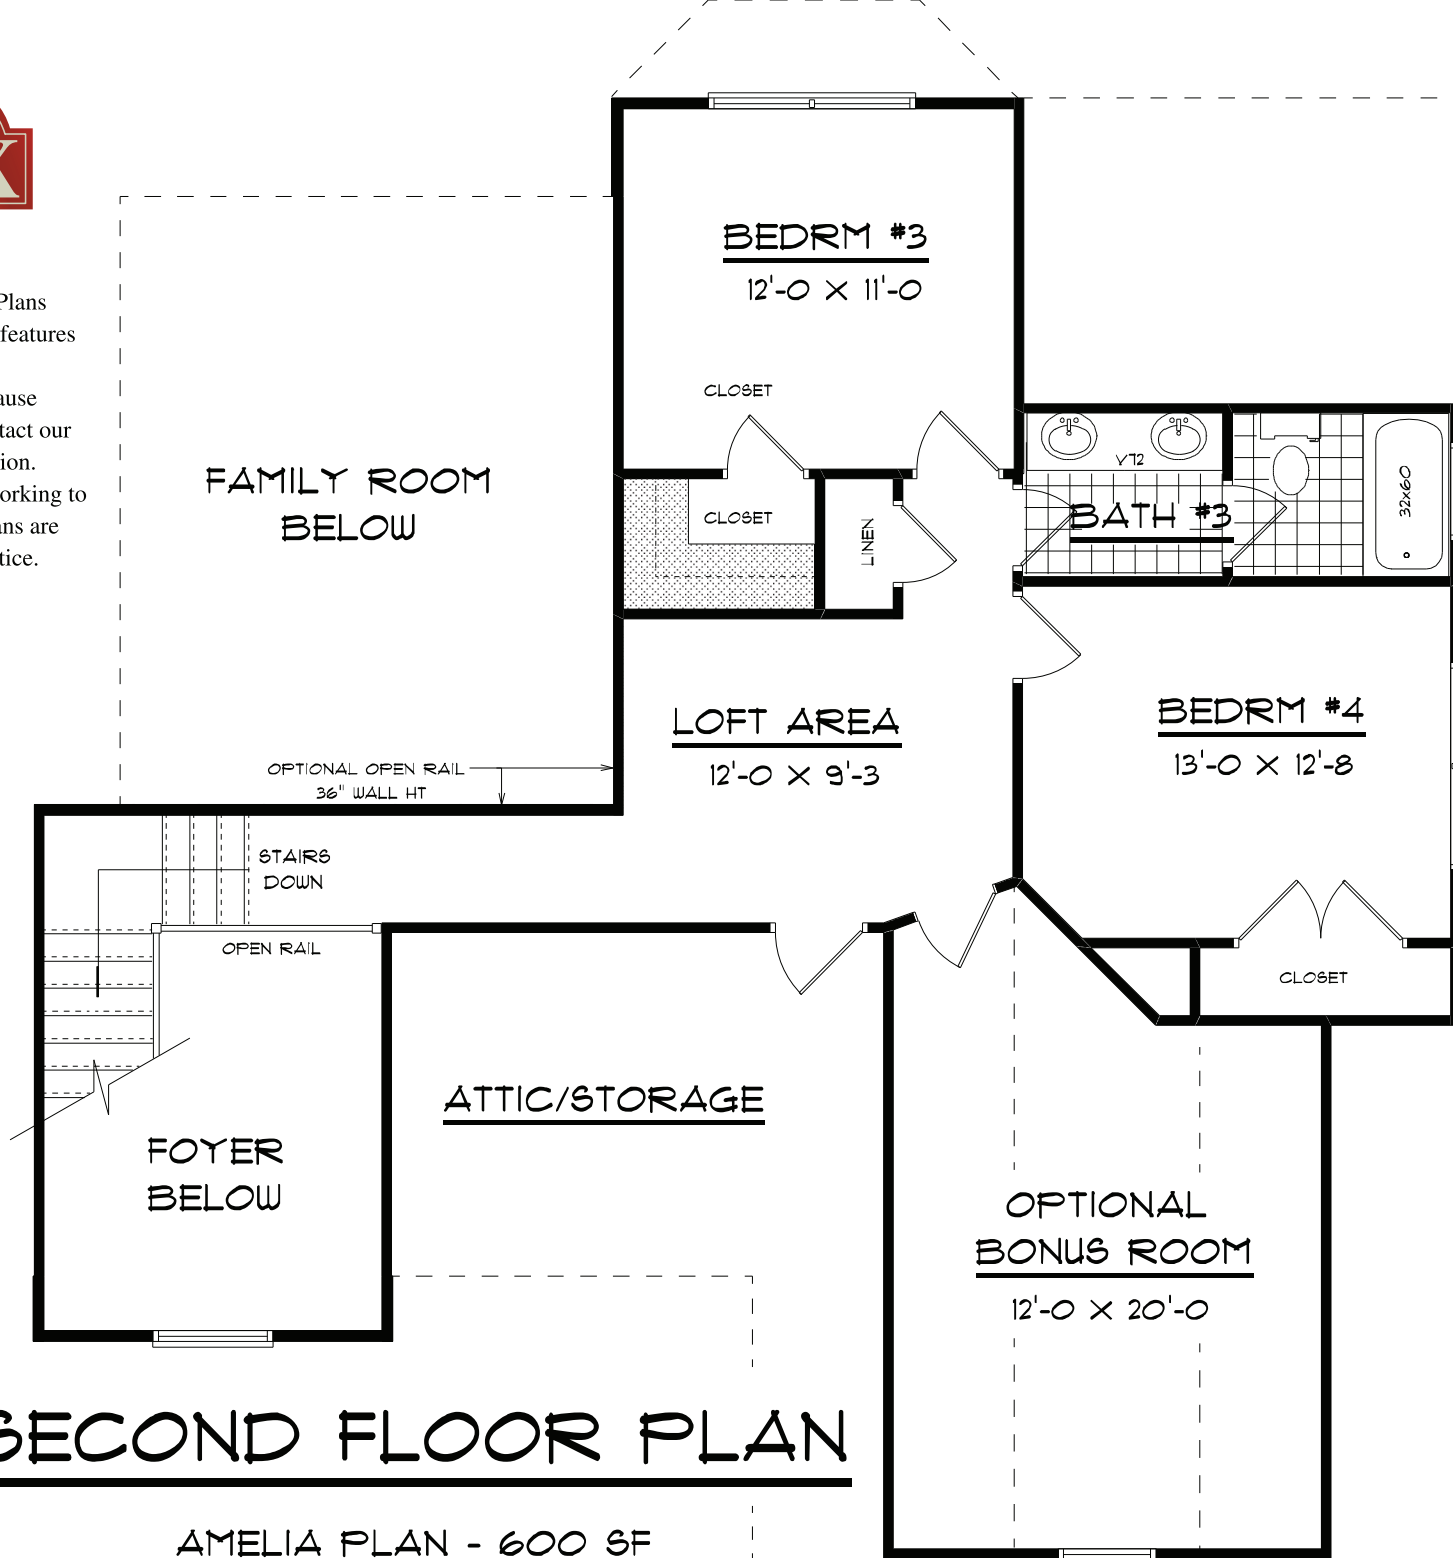 X
Plans
features
ause
tact our
ion.
orking to
ans are
tice.
BEDRM #3
12'-0 X 11'-0
CLOSET
FAMILY ROOM
BELOW
CLOSET
LINEN
V72
BATH #3
32x60
LOFT AREA
12'-0 X 9'-3
BEDRM #4
13'-0 X 12'-8
OPTIONAL OPEN RAIL
36" WALL HT
STAIRS
DOWN
OPEN RAIL
CLOSET
ATTIC/STORAGE
FOYER
BELOW
OPTIONAL
BONUS ROOM
12'-0 X 20'-0
SECOND FLOOR PLAN
AMELIA PLAN - 600 SF